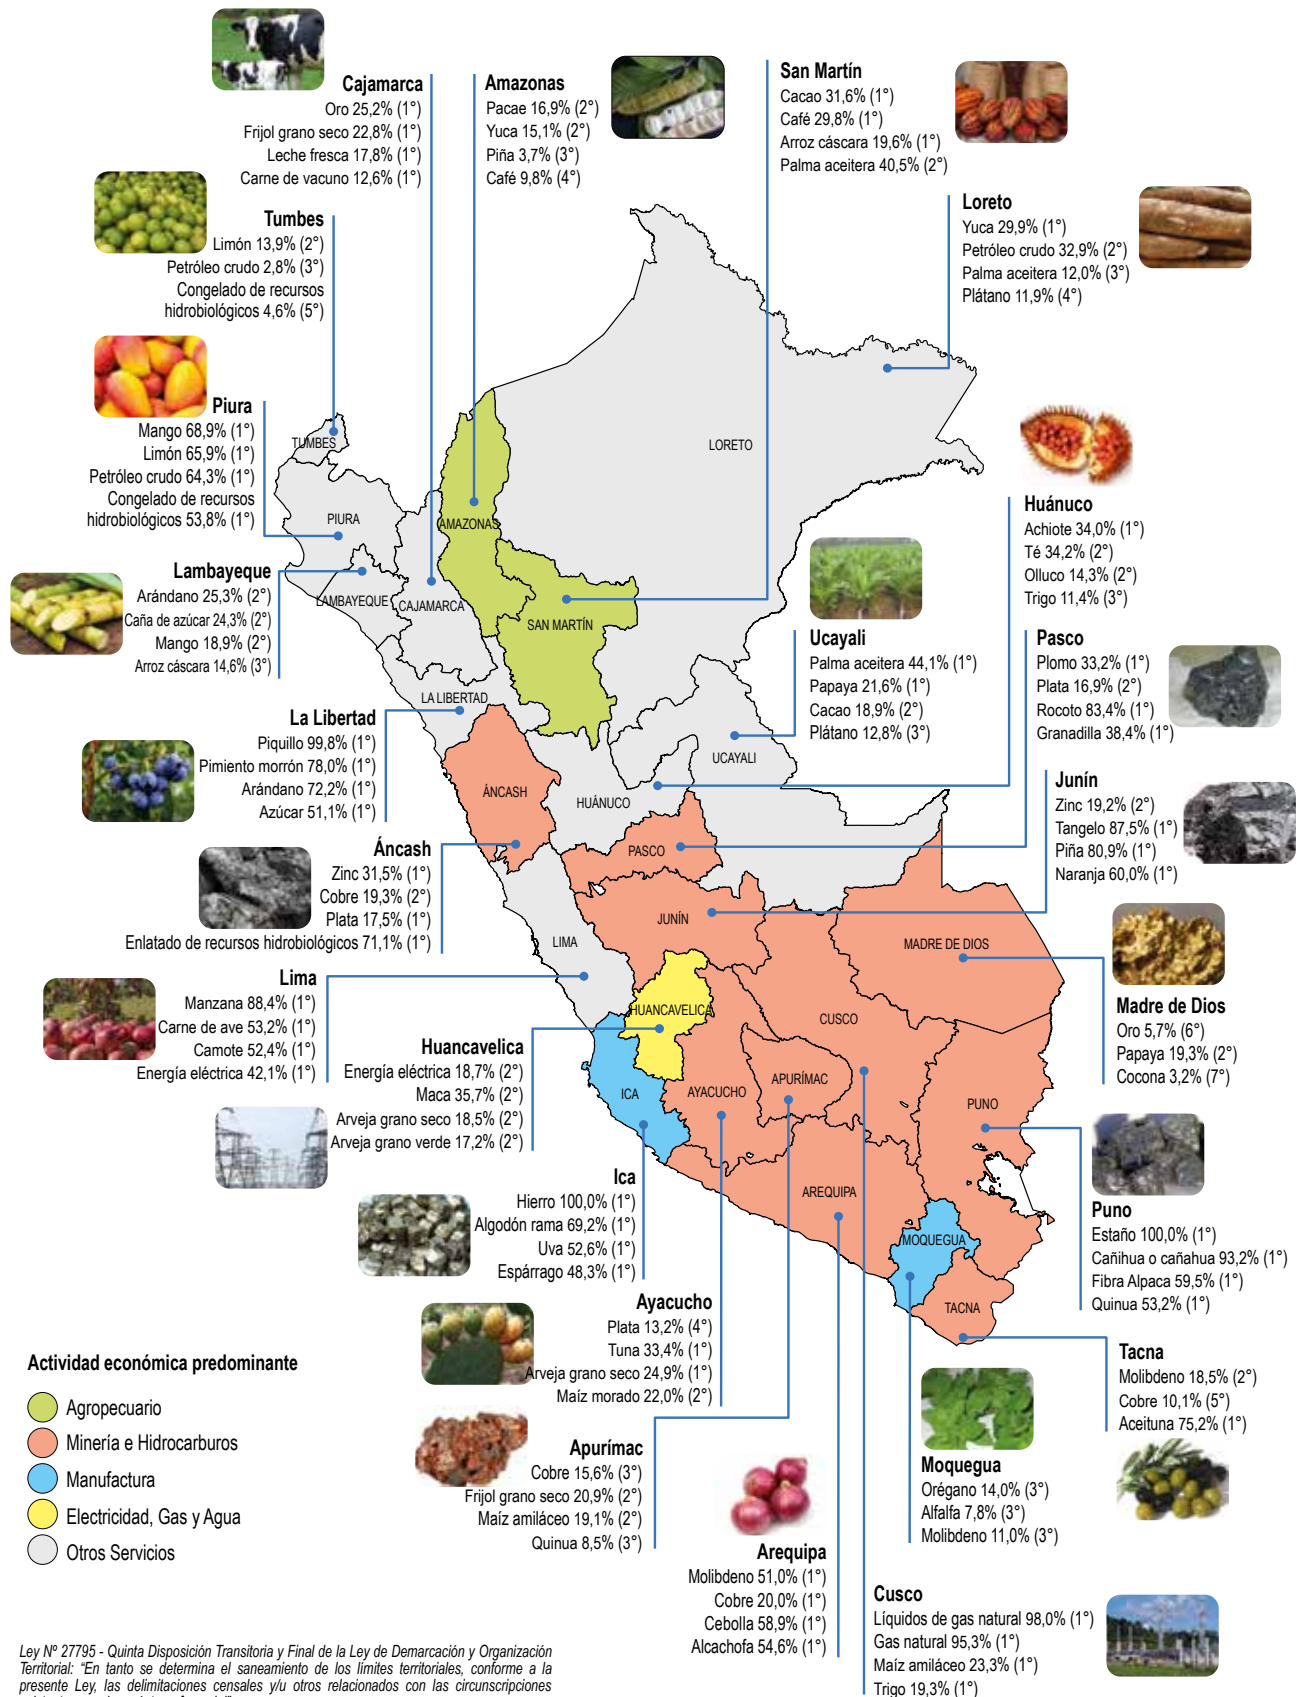 Cajamarca
Oro 25,2% (1°)
Frijol grano seco 22,8% (1°)
Leche fresca 17,8% (1°)
Carne de vacuno 12,6% (1°)
Amazonas
Pacae 16,9% (2°)
Yuca 15,1% (2°)
Piña 3,7% (3°)
Café 9,8% (4°)
San Martín
Cacao 31,6% (1°)
Café 29,8% (1°)
Arroz cáscara 19,6% (1°)
Palma aceitera 40,5% (2°)
Loreto
Yuca 29,9% (1°)
Petróleo crudo 32,9% (2°)
Palma aceitera 12,0% (3°)
Plátano 11,9% (4°)
Tumbes
Limón 13,9% (2°)
Petróleo crudo 2,8% (3°)
Congelado de recursos
hidrobiológicos 4,6% (5°)
Piura
Mango 68,9% (1°)
Limón 65,9% (1°)
Petróleo crudo 64,3% (1°)
Congelado de recursos
hidrobiológicos 53,8% (1°)
Lambayeque
Arándano 25,3% (2°)
Caña de azúcar 24,3% (2°)
Mango 18,9% (2°)
Arroz cáscara 14,6% (3°)
La Libertad
Piquillo 99,8% (1°)
Pimiento morrón 78,0% (1°)
Arándano 72,2% (1°)
Azúcar 51,1% (1°)
Áncash
Zinc 31,5% (1°)
Cobre 19,3% (2°)
Plata 17,5% (1°)
Enlatado de recursos hidrobiológicos 71,1% (1°)
Lima
Manzana 88,4% (1°)
Carne de ave 53,2% (1°)
Camote 52,4% (1°)
Energía eléctrica 42,1% (1°)
Huancavelica
Energía eléctrica 18,7% (2°)
Maca 35,7% (2°)
Arveja grano seco 18,5% (2°)
Arveja grano verde 17,2% (2°)
Ica
Hierro 100,0% (1°)
Algodón rama 69,2% (1°)
Uva 52,6% (1°)
Espárrago 48,3% (1°)
Ayacucho
Plata 13,2% (4°)
Tuna 33,4% (1°)
Arveja grano seco 24,9% (1°)
Maíz morado 22,0% (2°)
Apurímac
Cobre 15,6% (3°)
Frijol grano seco 20,9% (2°)
Maíz amiláceo 19,1% (2°)
Quinua 8,5% (3°)
Arequipa
Molibdeno 51,0% (1°)
Cobre 20,0% (1°)
Cebolla 58,9% (1°)
Alcachofa 54,6% (1°)
Cusco
Líquidos de gas natural 98,0% (1°)
Gas natural 95,3% (1°)
Maíz amiláceo 23,3% (1°)
Trigo 19,3% (1°)
Moquegua
Orégano 14,0% (3°)
Alfalfa 7,8% (3°)
Molibdeno 11,0% (3°)
Tacna
Molibdeno 18,5% (2°)
Cobre 10,1% (5°)
Aceituna 75,2% (1°)
Puno
Estaño 100,0% (1°)
Cañihua o cañahua 93,2% (1°)
Fibra Alpaca 59,5% (1°)
Quinua 53,2% (1°)
Madre de Dios
Oro 5,7% (6°)
Papaya 19,3% (2°)
Cocona 3,2% (7°)
Junín
Zinc 19,2% (2°)
Tangelo 87,5% (1°)
Piña 80,9% (1°)
Naranja 60,0% (1°)
Pasco
Plomo 33,2% (1°)
Plata 16,9% (2°)
Rocoto 83,4% (1°)
Granadilla 38,4% (1°)
Huánuco
Achiote 34,0% (1°)
Té 34,2% (2°)
Olluco 14,3% (2°)
Trigo 11,4% (3°)
Ucayali
Palma aceitera 44,1% (1°)
Papaya 21,6% (1°)
Cacao 18,9% (2°)
Plátano 12,8% (3°)
TUMBES
PIURA
LAMBAYEQUE
CAJAMARCA
AMAZONAS
LORETO
SAN MARTÍN
LA LIBERTAD
ÁNCASH
HUÁNUCO
UCAYALI
PASCO
JUNÍN
LIMA
HUANCAVELICA
ICA
AYACUCHO
APURÍMAC
CUSCO
MADRE DE DIOS
PUNO
AREQUIPA
MOQUEGUA
TACNA
Actividad económica predominante
Agropecuario
Minería e Hidrocarburos
Manufactura
Electricidad, Gas y Agua
Otros Servicios
Ley Nº 27795 - Quinta Disposición Transitoria y Final de la Ley de Demarcación y Organización
Territorial: "En tanto se determina el saneamiento de los límites territoriales, conforme a la
presente Ley, las delimitaciones censales y/u otros relacionados con las circunscripciones